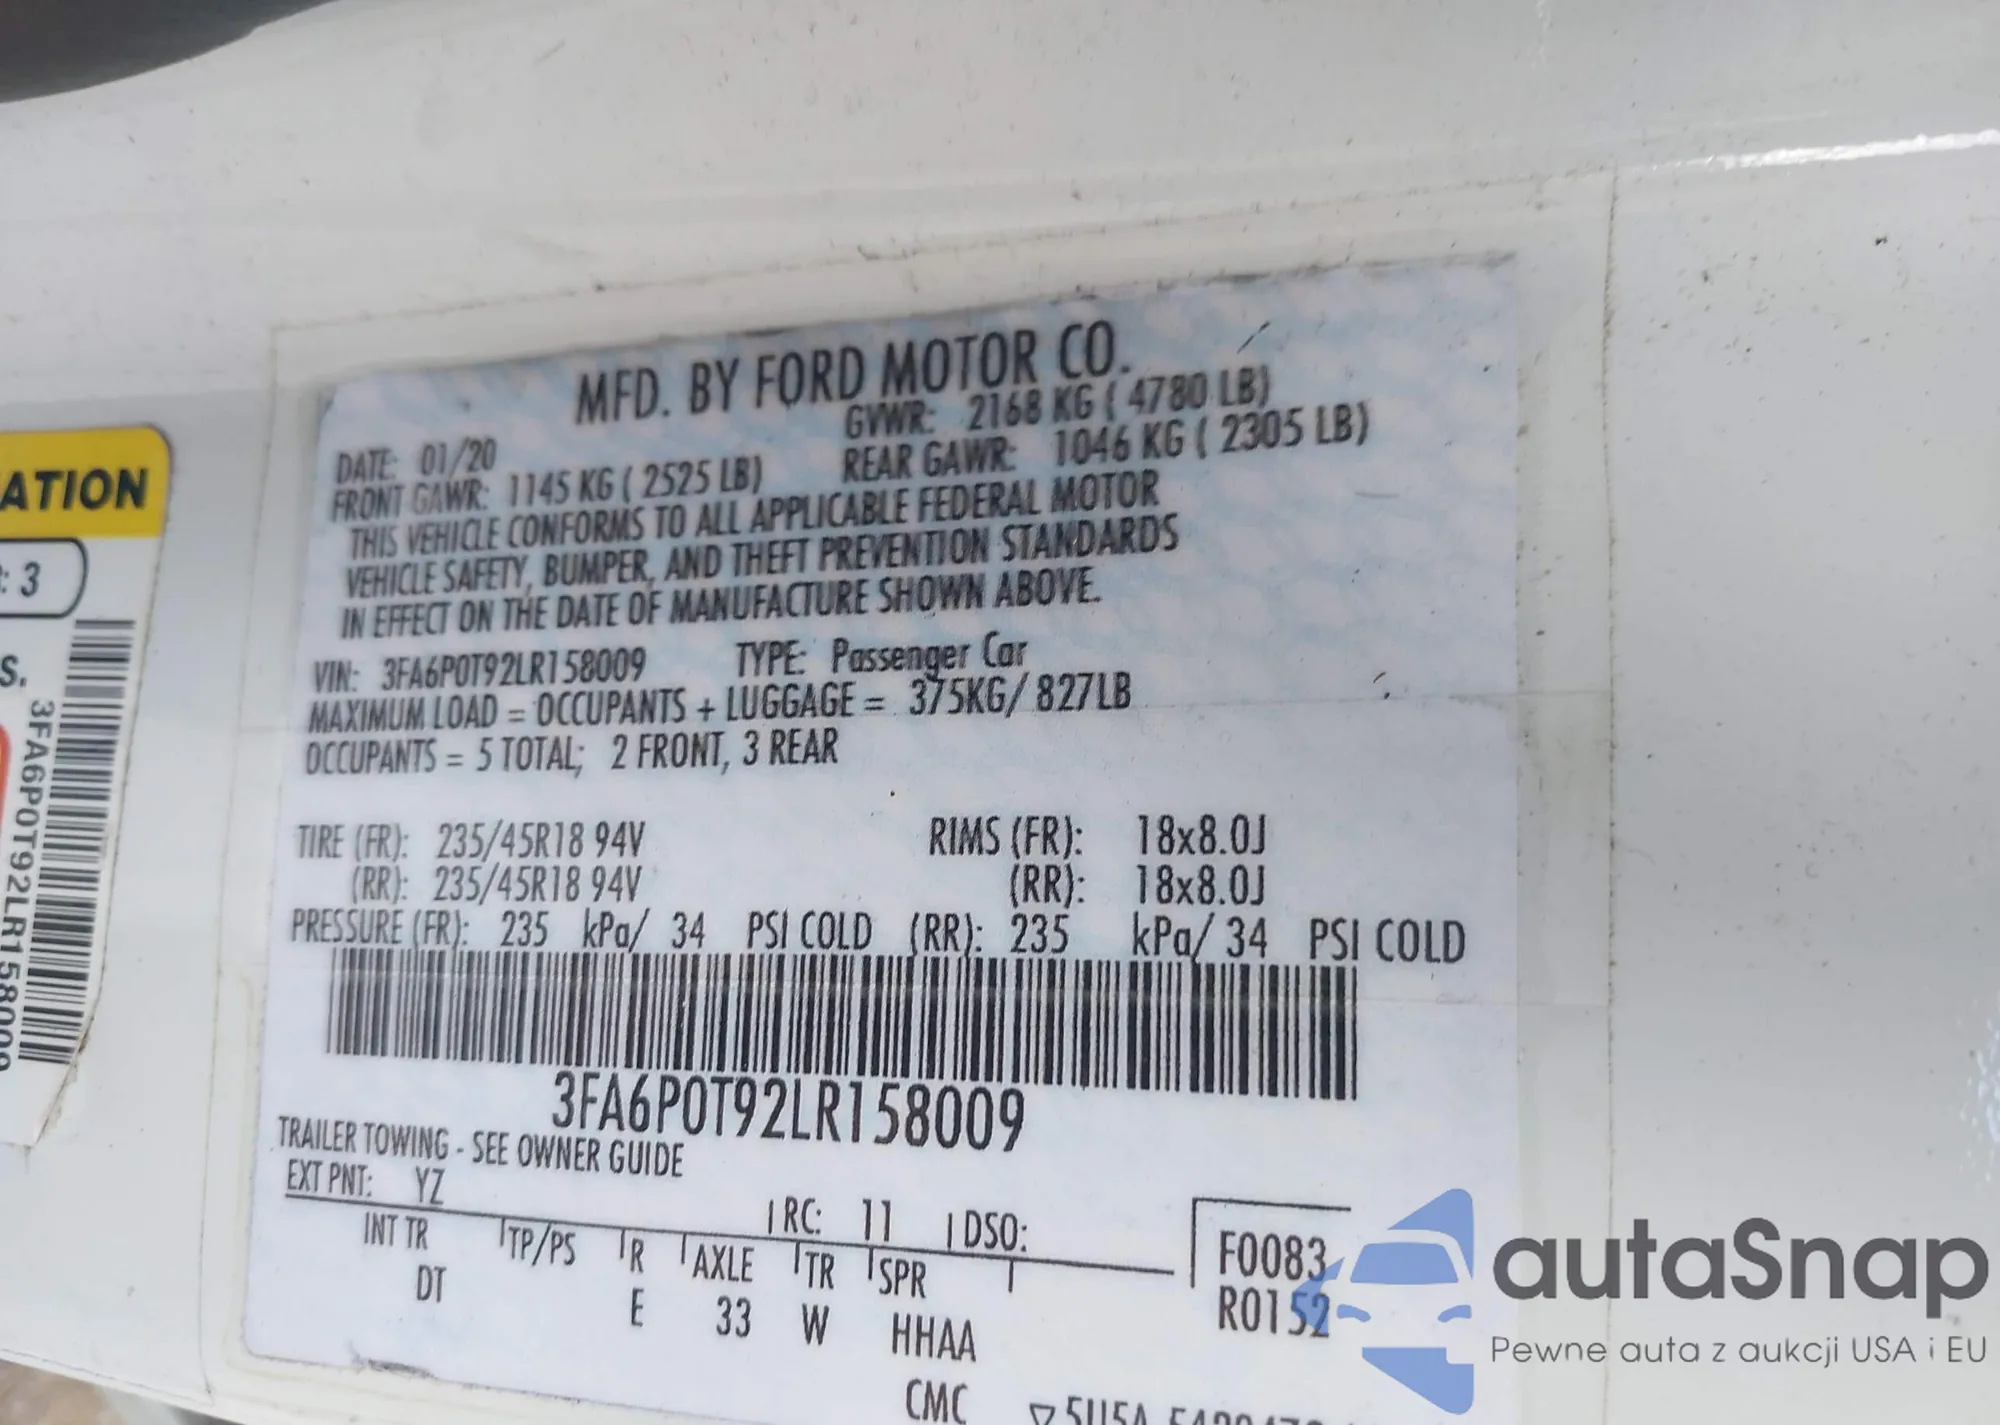 MFD. BY FORD MOTOR CO.
DATE: 01/20 GVWR: 2168 KG ( 4780 LB)
FRONT GAWR: 1145 KG ( 2525 LB) REAR GAWR: 1046 KG ( 2305 LB)
THIS VEHICLE CONFORMS TO ALL APPLICABLE FEDERAL MOTOR
VEHICLE SAFETY, BUMPER, AND THEFT PREVENTION STANDARDS
IN EFFECT ON THE DATE OF MANUFACTURE SHOWN ABOVE.
VIN: 3FA6P0T92LR158009 TYPE: Passenger Car
MAXIMUM LOAD = OCCUPANTS + LUGGAGE = 375KG/ 827LB
OCCUPANTS = 5 TOTAL; 2 FRONT, 3 REAR
TIRE (FR): 235/45R18 94V RIMS (FR): 18x8.0J
(RR): 235/45R18 94V (RR): 18x8.0J
PRESSURE (FR): 235 kPa/ 34 PSI COLD (RR): 235 kPa/ 34 PSI COLD
3FA6P0T92LR158009
TRAILER TOWING - SEE OWNER GUIDE
EXT PNT: YZ RC: 11 DSO:
INT TR TP/PS R AXLE TR SPR
DT E 33 W HHAA
CMC
F0083
R0152
ATION
: 3
S.
3FA6P0T92LR158009
autaSnap
Pewne auta z aukcji USA i EU